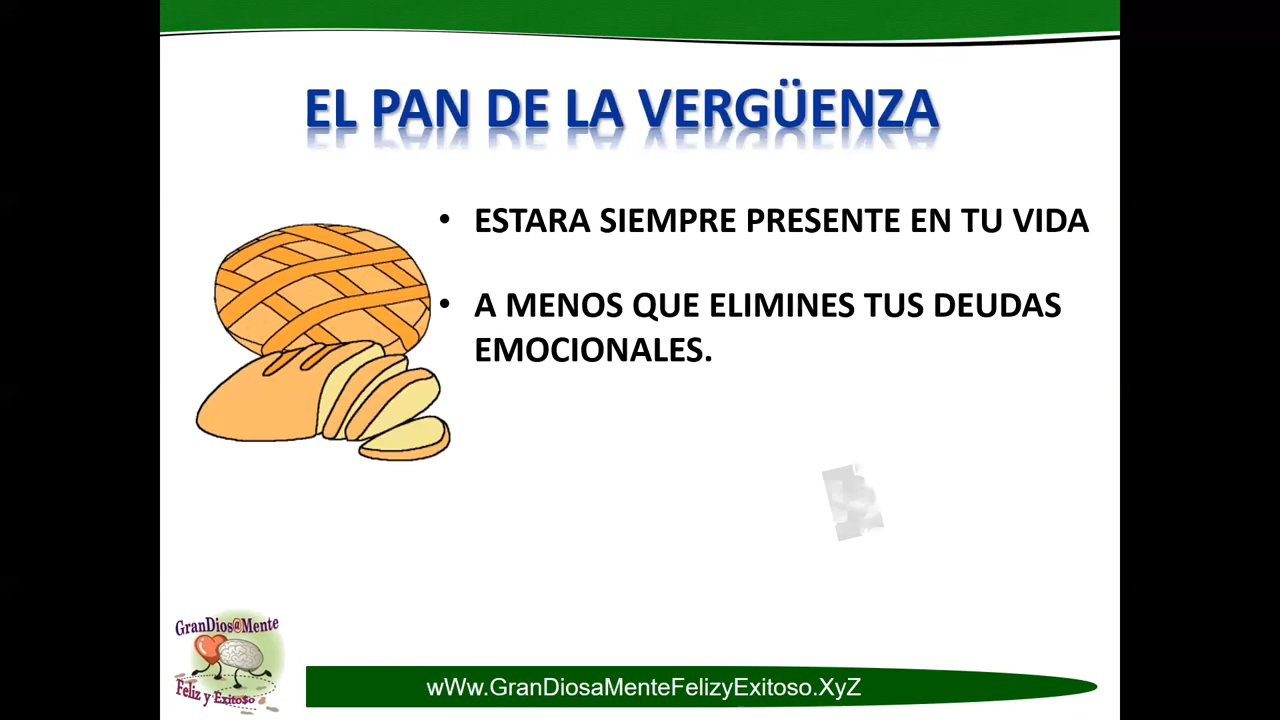 EL PAN DE LA VERGÜENZA
• ESTARA SIEMPRE PRESENTE EN TU VIDA
• A MENOS QUE ELIMINES TUS DEUDAS
EMOCIONALES.
GranDios@Mente
Feliz y Exito$o
wWw.GranDiosaMenteFelizyExitoso.XyZ